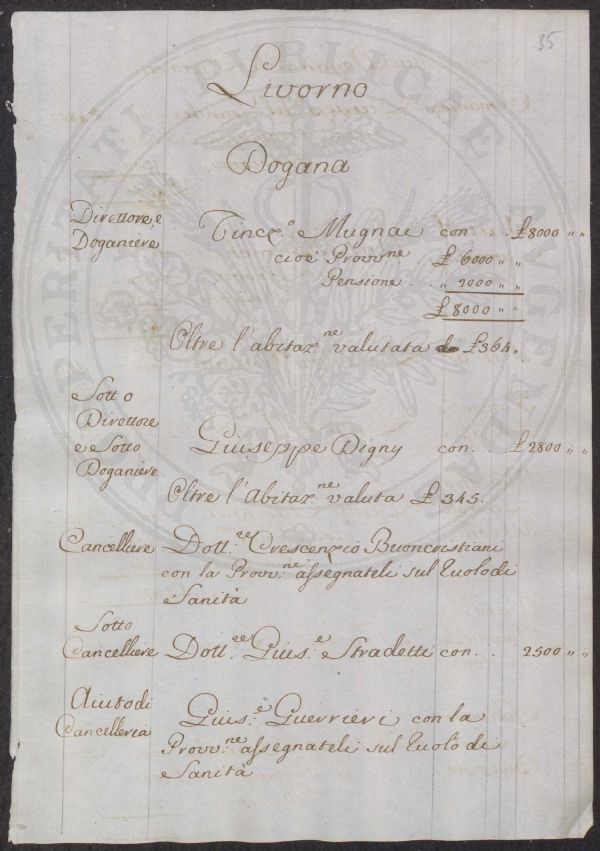 35
Livorno
Dogana
Direttore, e Doganiere
Vincz.o Mugnai con . £ 8000 „ „
cioè Provv.ne £ 6000 „ „
Pensione . „ 2000 „ „
£ 8000 „ „
Oltre l'abitaz.ne valutata £ 364 „
Sotto
Direttore
e Sotto
Doganiere
Giuseppe Digny con . £ 2800 „ „
Oltre l'Abitaz.ne valuta £ 345.
Cancelliere Dott.re Crescenzio Buoncristiani
con la Provv.ne assegnateli sul Ruolo di
Sanità
Sotto
Cancelliere Dott.re Gius.e Stradetti con . . 2500 „ „
Aiuto di
Cancelleria
Gius.e Guerrieri con la
Provv.ne assegnateli sul Ruolo di
Sanità